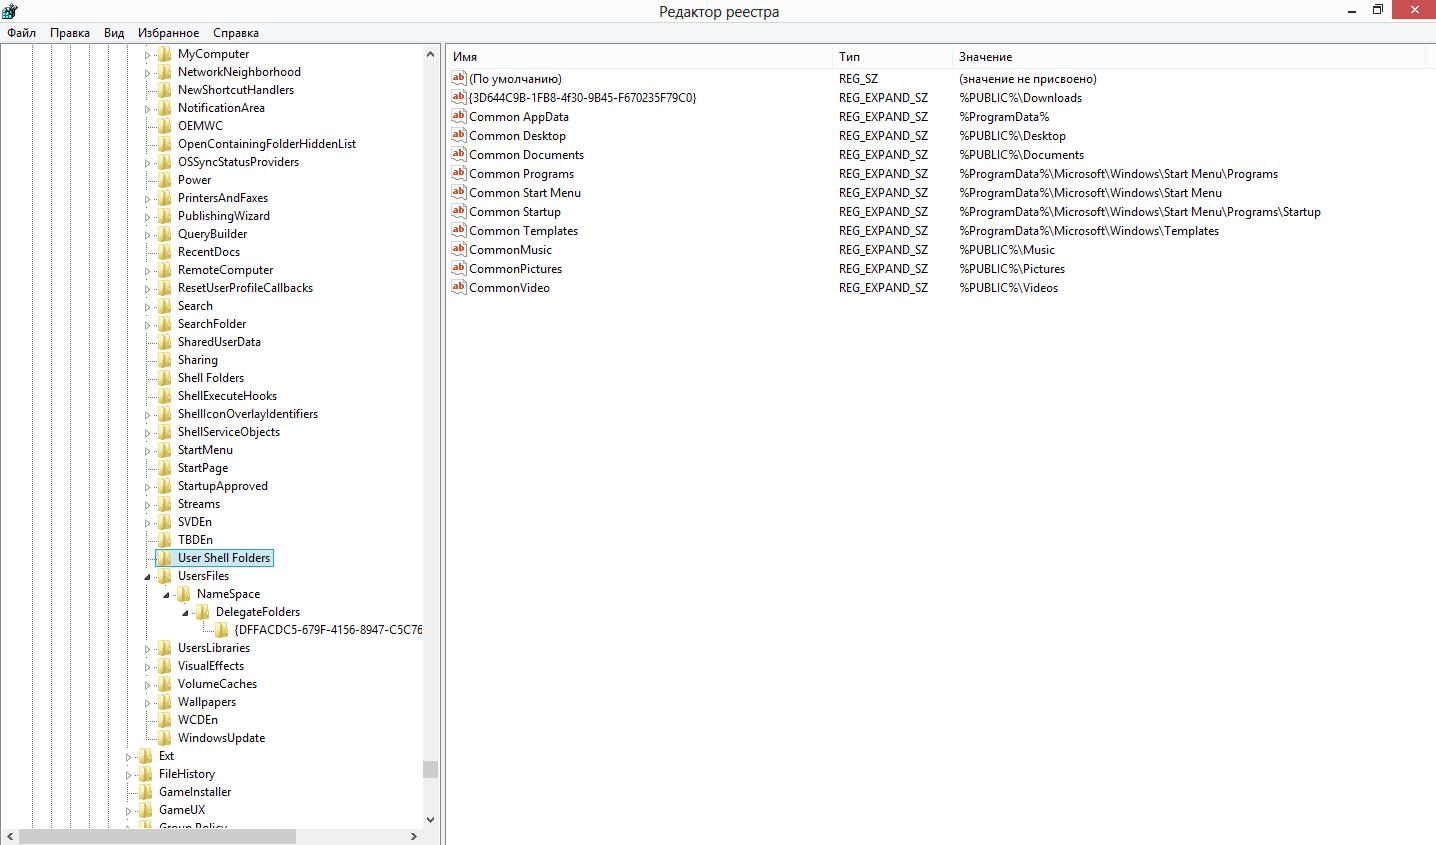 Редактор реестра
Файл Правка Вид Избранное Справка
MyComputer
NetworkNeighborhood
NewShortcutHandlers
NotificationArea
OEMWC
OpenContainingFolderHiddenList
OSSyncStatusProviders
Power
PrintersAndFaxes
PublishingWizard
QueryBuilder
RecentDocs
RemoteComputer
ResetUserProfileCallbacks
Search
SearchFolder
SharedUserData
Sharing
Shell Folders
ShellExecuteHooks
ShellIconOverlayIdentifiers
ShellServiceObjects
StartMenu
StartPage
StartupApproved
Streams
SVDEn
TBDEn
User Shell Folders
UsersFiles
NameSpace
DelegateFolders
{DFFACDC5-679F-4156-8947-C5C76
UsersLibraries
VisualEffects
VolumeCaches
Wallpapers
WCDEn
WindowsUpdate
Ext
FileHistory
GameInstaller
GameUX
Group Policy
Имя Тип Значение
(По умолчанию) REG_SZ (значение не присвоено)
{3D644C9B-1FB8-4f30-9B45-F670235F79C0} REG_EXPAND_SZ %PUBLIC%\Downloads
Common AppData REG_EXPAND_SZ %ProgramData%
Common Desktop REG_EXPAND_SZ %PUBLIC%\Desktop
Common Documents REG_EXPAND_SZ %PUBLIC%\Documents
Common Programs REG_EXPAND_SZ %ProgramData%\Microsoft\Windows\Start Menu\Programs
Common Start Menu REG_EXPAND_SZ %ProgramData%\Microsoft\Windows\Start Menu
Common Startup REG_EXPAND_SZ %ProgramData%\Microsoft\Windows\Start Menu\Programs\Startup
Common Templates REG_EXPAND_SZ %ProgramData%\Microsoft\Windows\Templates
CommonMusic REG_EXPAND_SZ %PUBLIC%\Music
CommonPictures REG_EXPAND_SZ %PUBLIC%\Pictures
CommonVideo REG_EXPAND_SZ %PUBLIC%\Videos